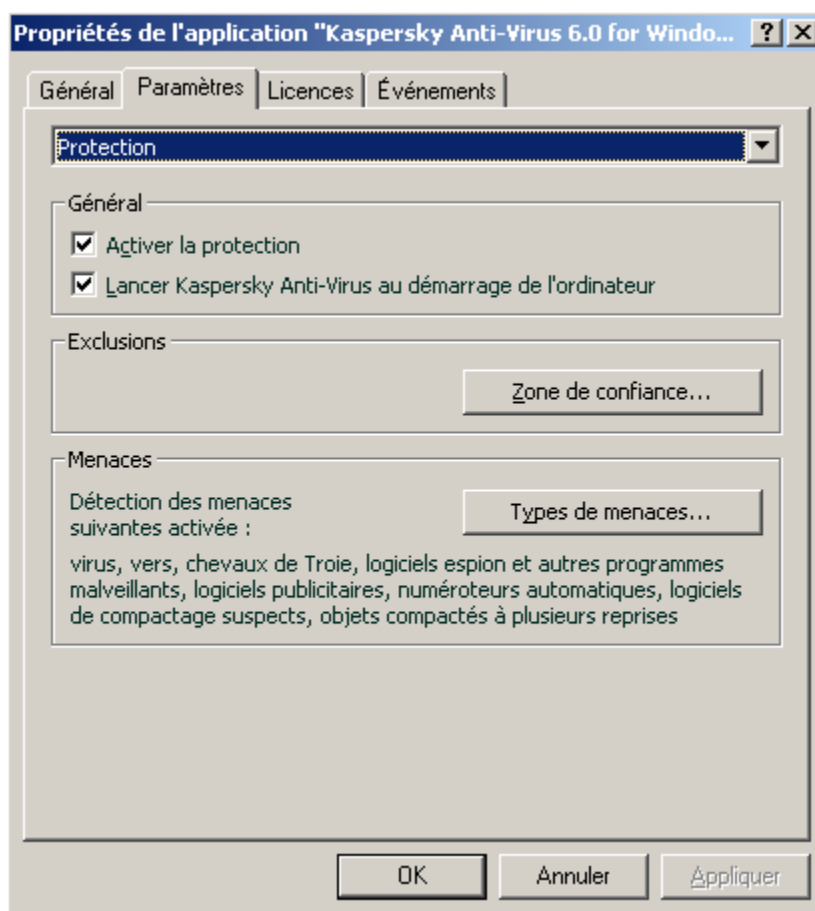 Propriétés de l'application "Kaspersky Anti-Virus 6.0 for Windo...
Général Paramètres Licences Événements
Protection
Général
Activer la protection
Lancer Kaspersky Anti-Virus au démarrage de l'ordinateur
Exclusions
Zone de confiance...
Menaces
Détection des menaces
suivantes activée :
Types de menaces...
virus, vers, chevaux de Troie, logiciels espion et autres programmes
malveillants, logiciels publicitaires, numéroteurs automatiques, logiciels
de compactage suspects, objets compactés à plusieurs reprises
OK Annuler Appliquer